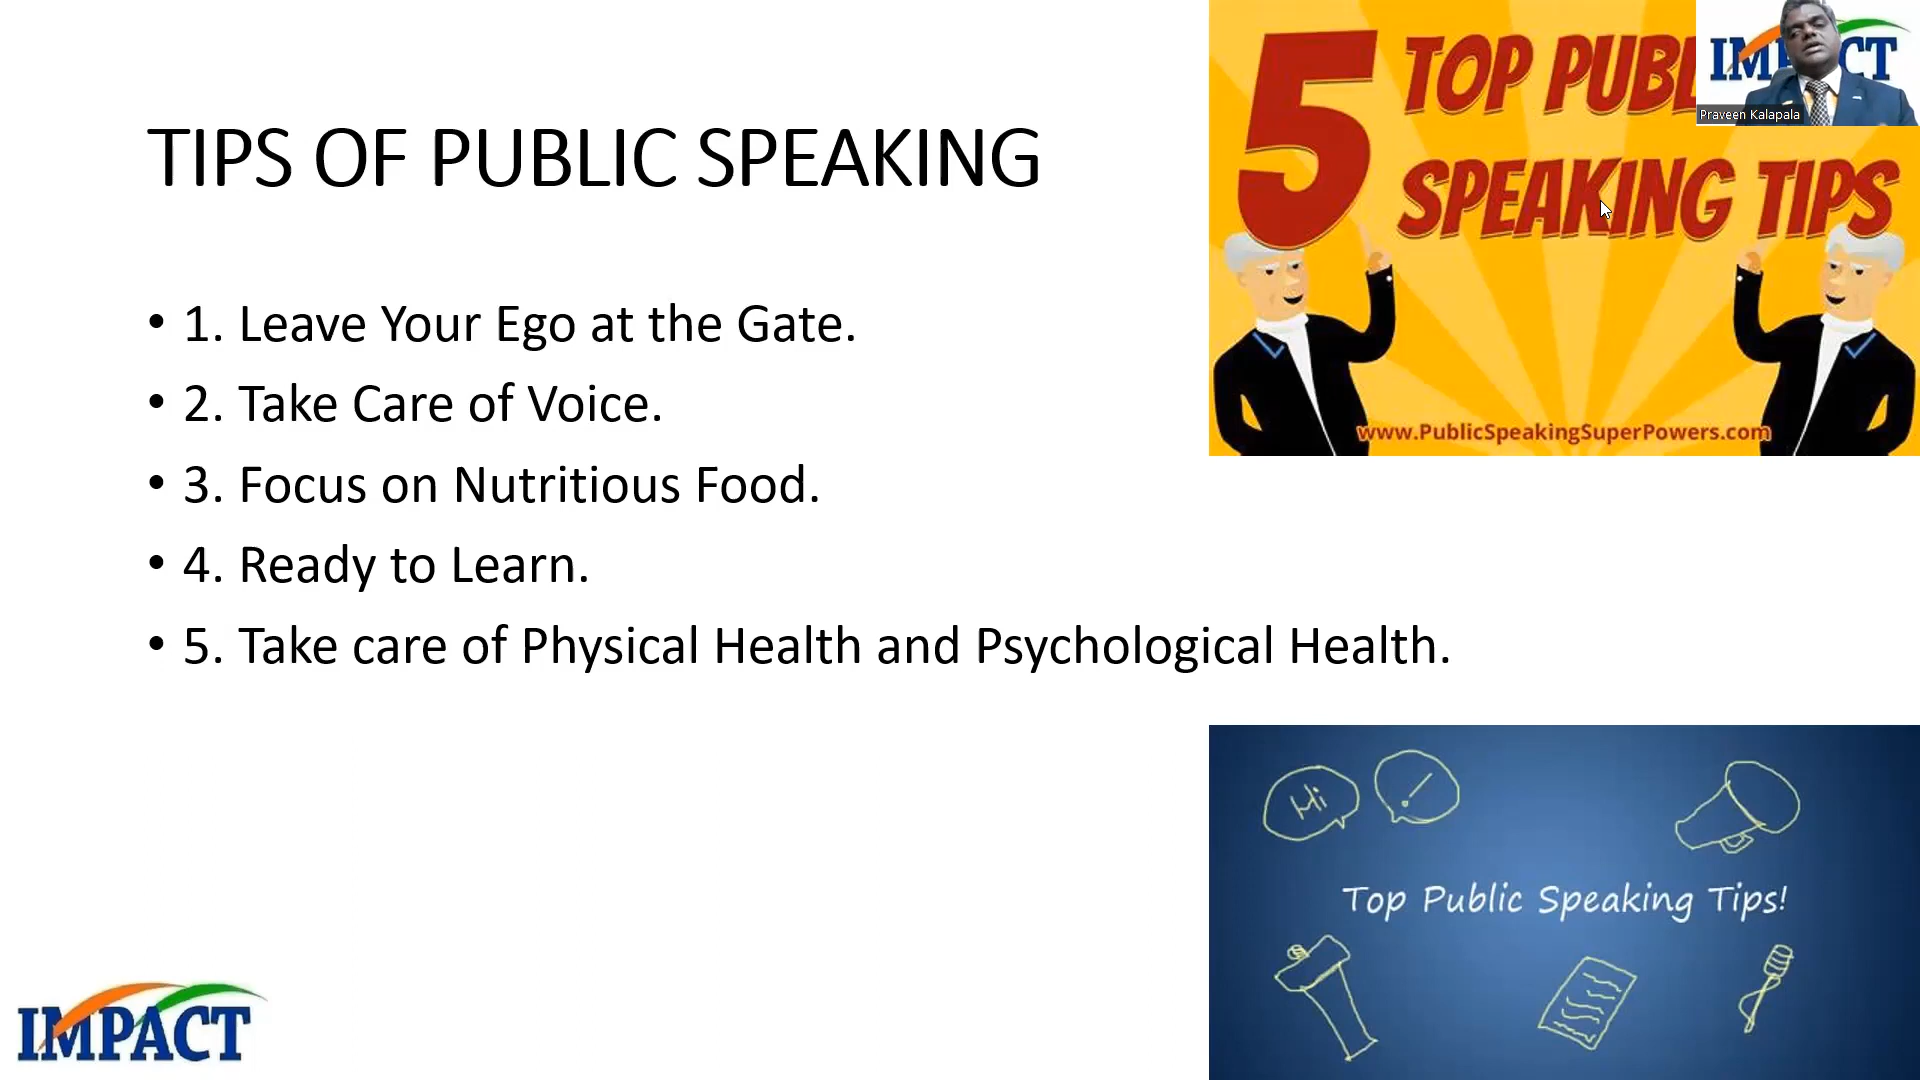 TIPS OF PUBLIC SPEAKING
• 1. Leave Your Ego at the Gate.
• 2. Take Care of Voice.
• 3. Focus on Nutritious Food.
• 4. Ready to Learn.
• 5. Take care of Physical Health and Psychological Health.
5 TOP PUBL
SPEAKING TIPS
www.PublicSpeakingSuperPowers.com
Praveen Kalapala
Hi !
Top Public Speaking Tips!
IMPACT